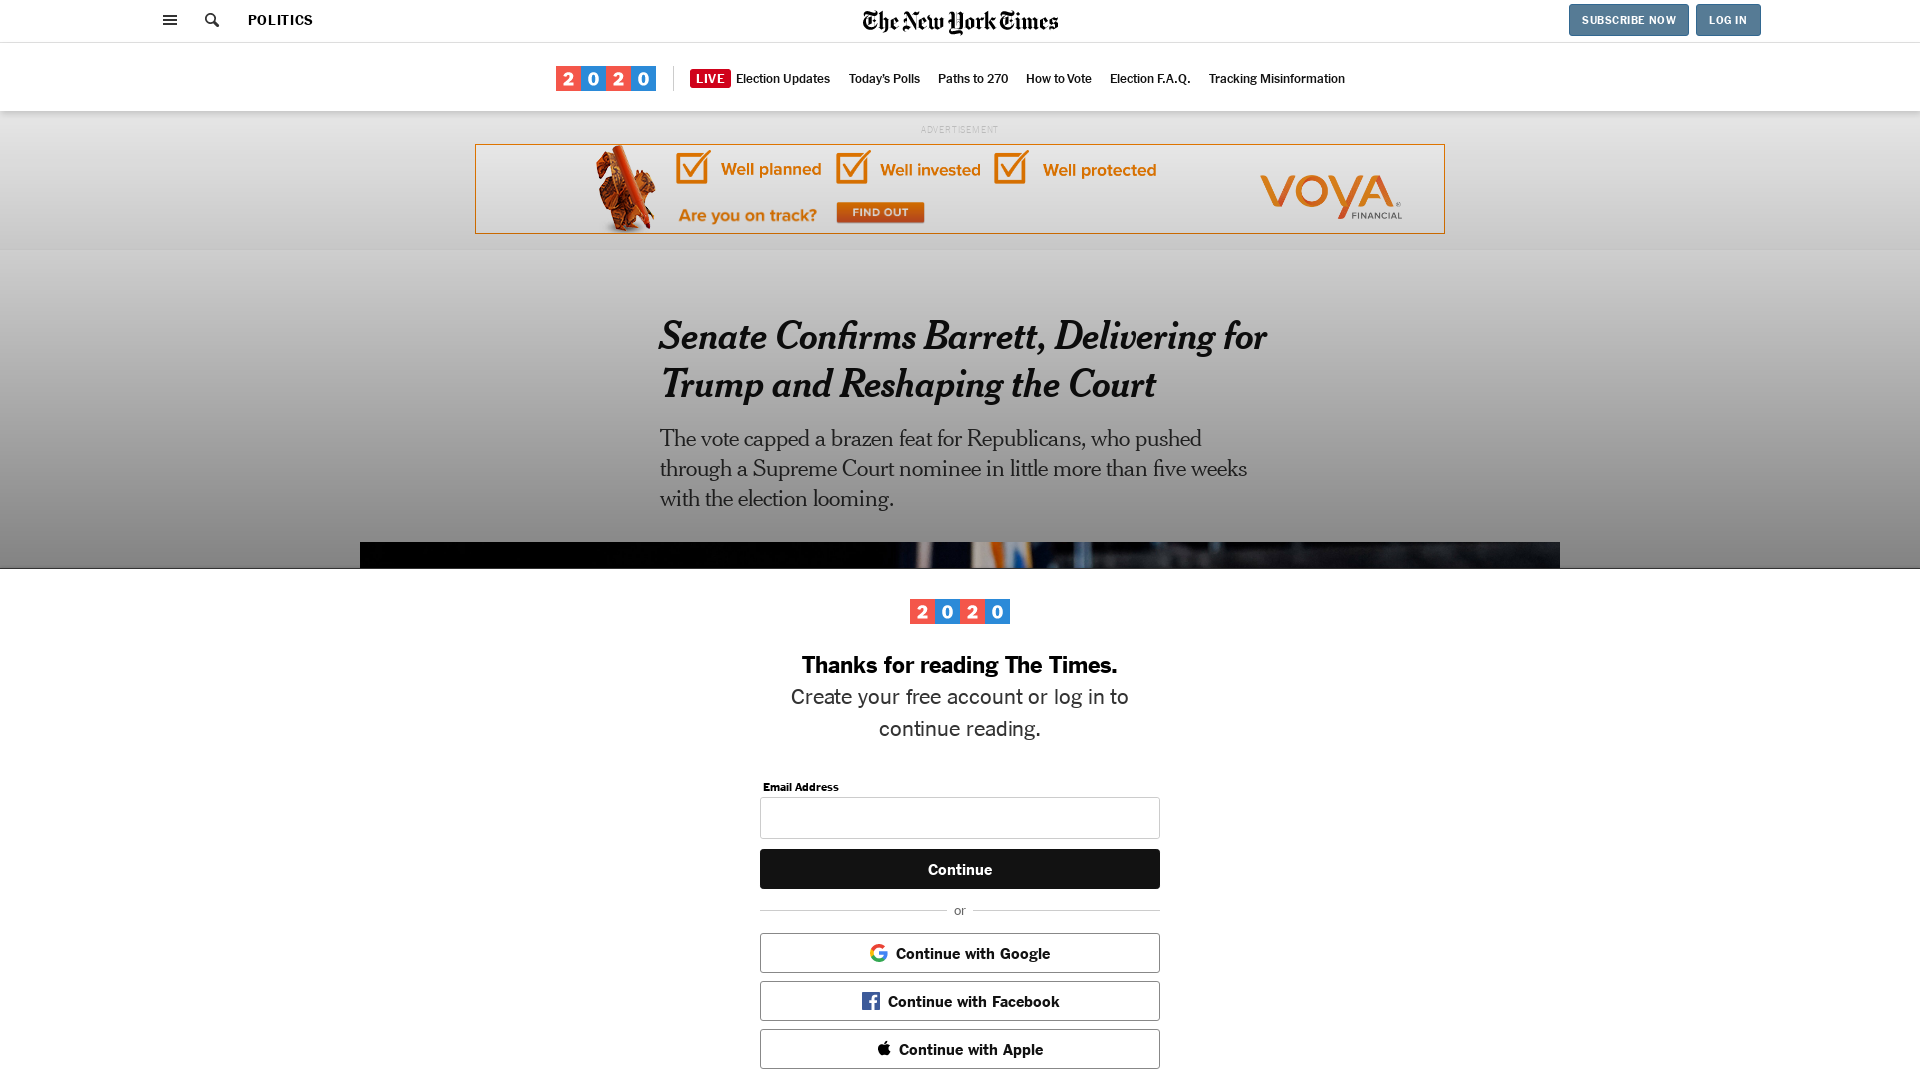 POLITICS
The New York Times
SUBSCRIBE NOW
LOG IN
2020
LIVE Election Updates Today's Polls Paths to 270 How to Vote Election F.A.Q. Tracking Misinformation
ADVERTISEMENT
Well planned Well invested Well protected
Are you on track? FIND OUT
VOYA
FINANCIAL
Senate Confirms Barrett, Delivering for
Trump and Reshaping the Court
The vote capped a brazen feat for Republicans, who pushed
through a Supreme Court nominee in little more than five weeks
with the election looming.
2020
Thanks for reading The Times.
Create your free account or log in to
continue reading.
Email Address
Continue
or
Continue with Google
Continue with Facebook
Continue with Apple